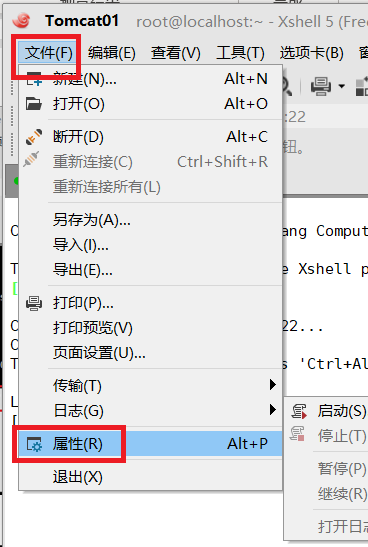 Tomcat01 root@localhost:~ - Xshell 5 (Free
文件(F) 编辑(E) 查看(V) 工具(T) 选项卡(B)
新建(N)... Alt+N
打开(O) Alt+O
:22
断开(D) Alt+C
钮。
重新连接(C) Ctrl+Shift+R
重新连接所有(L)
另存为(A)...
ang Comput
导入(I)...
e Xshell p
导出(E)...
[
打印(P)...
打印预览(V)
22...
页面设置(U)...
s 'Ctrl+Al
传输(T)
日志(G)
启动(S)
[
停止(T)
属性(R) Alt+P
暂停(P)
退出(X)
继续(R)
打开日志